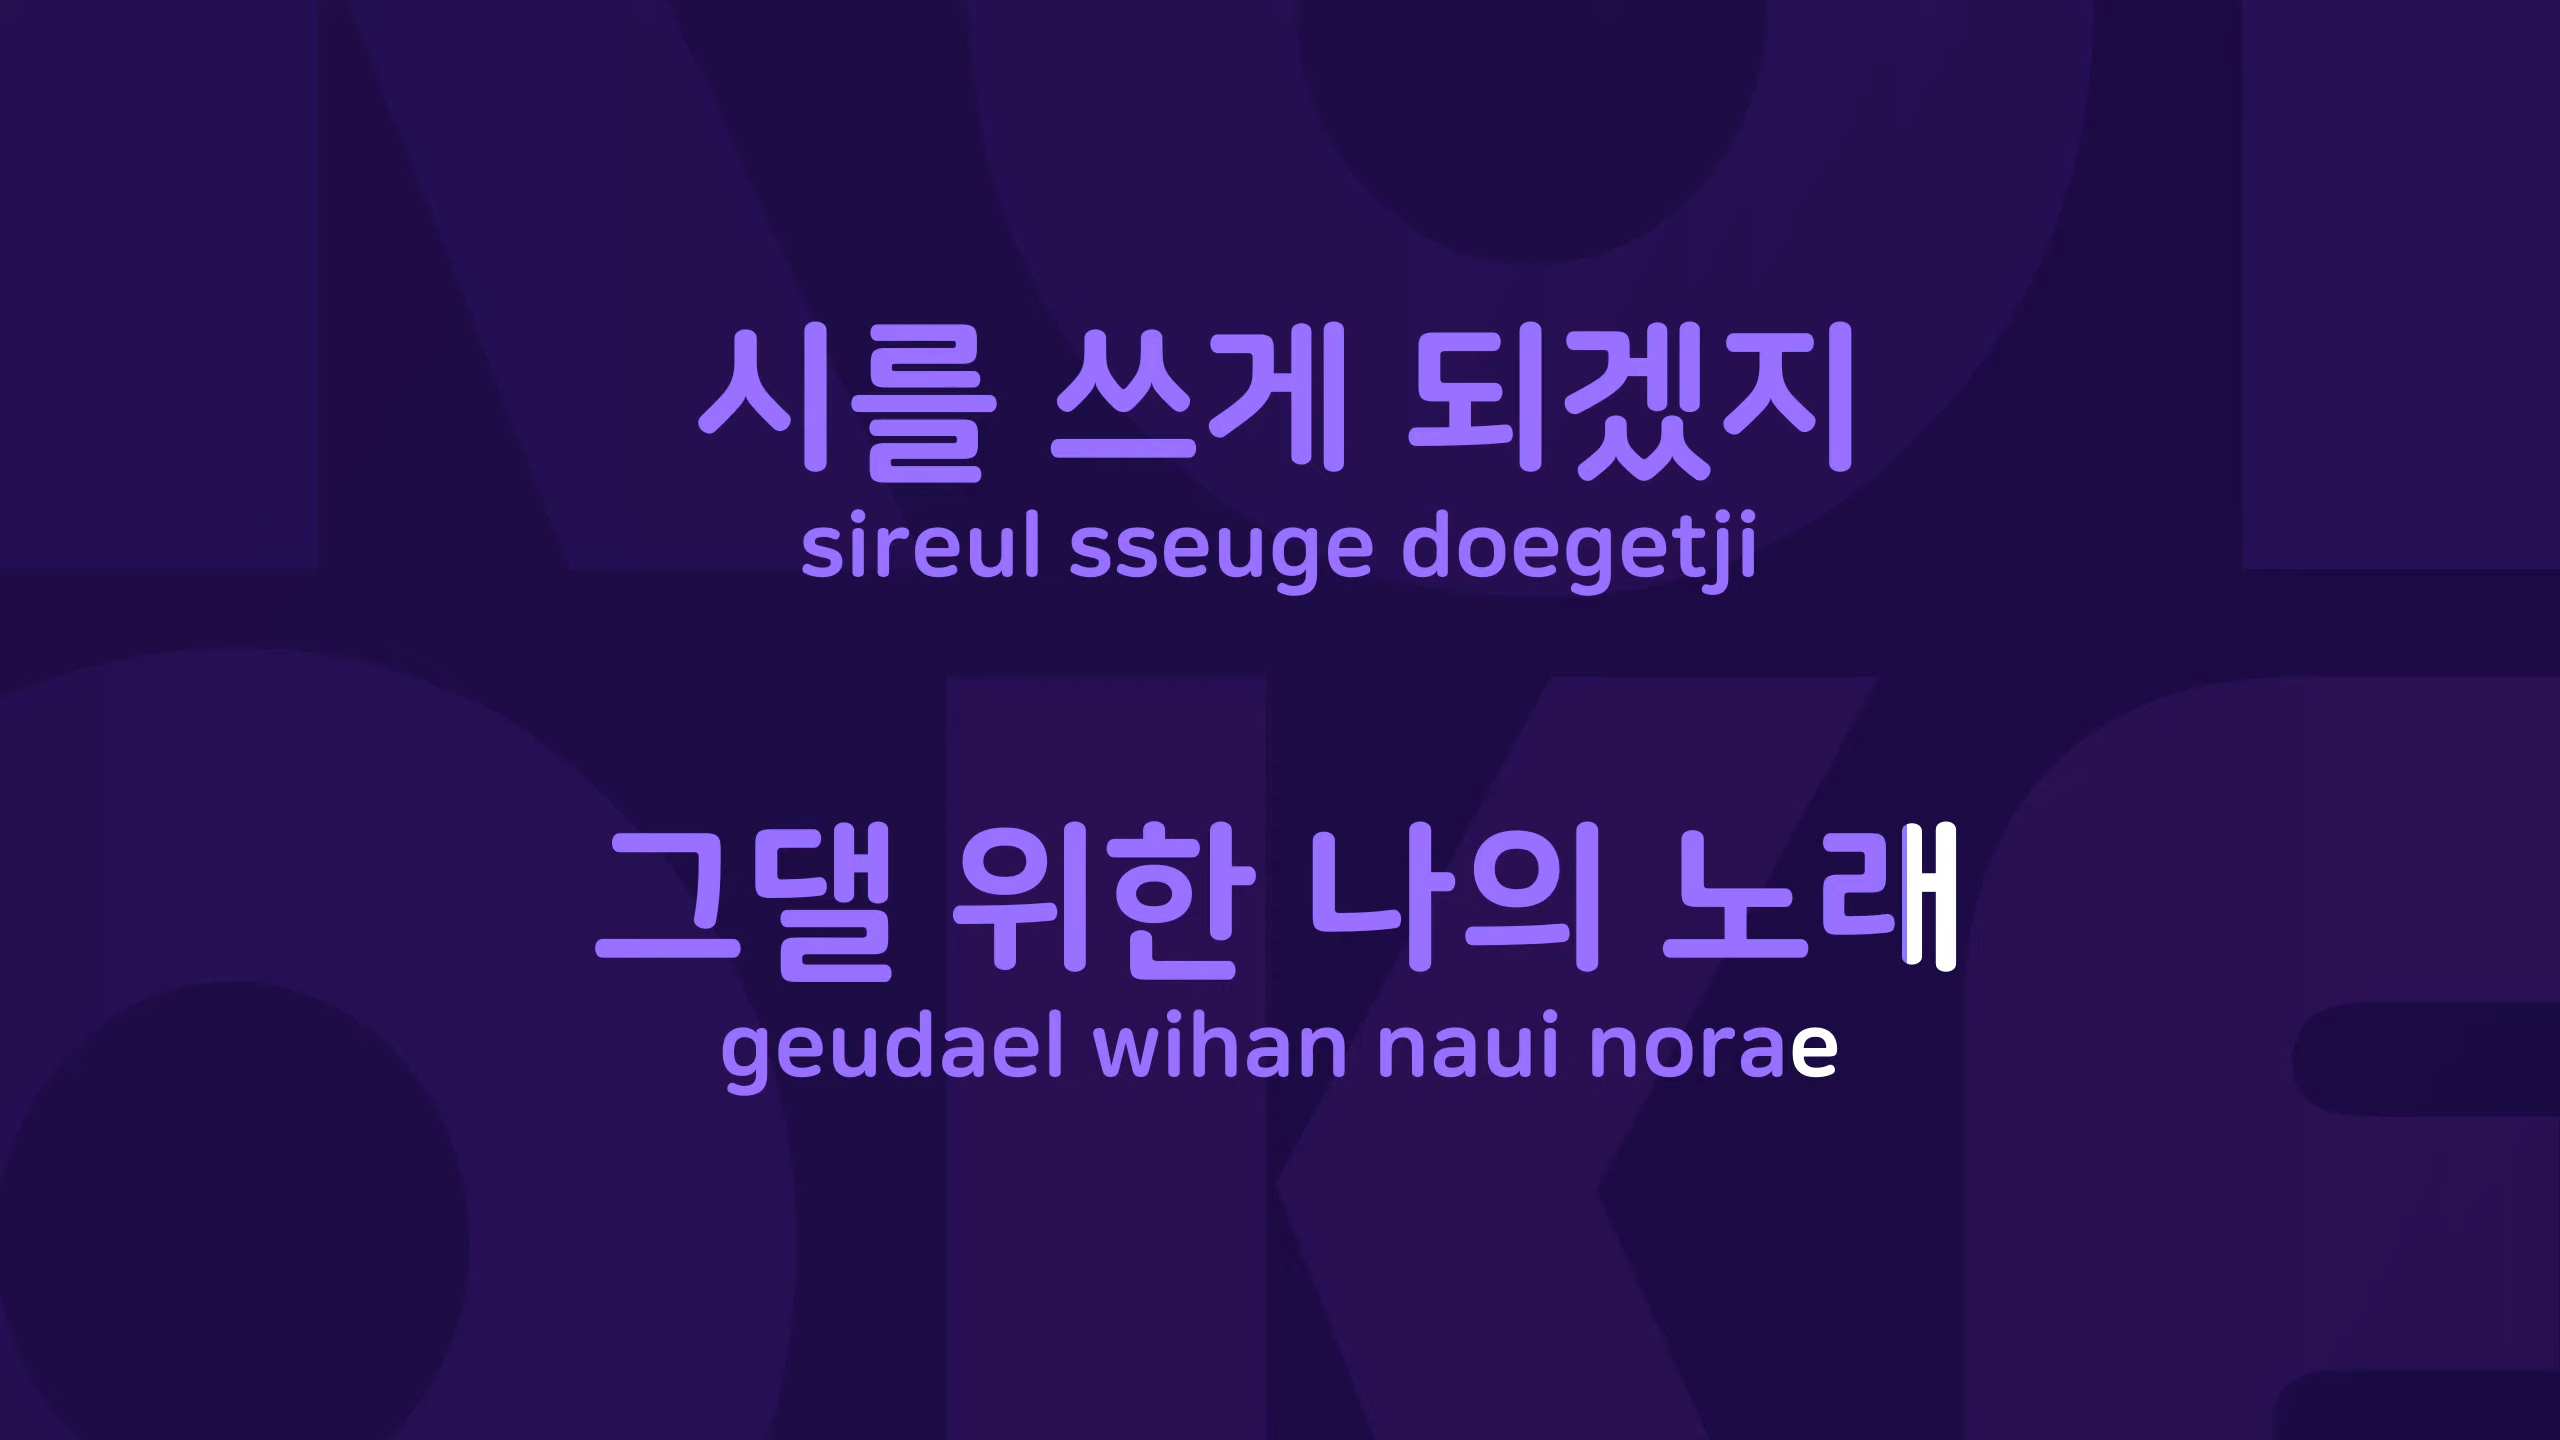 시를 쓰게 되겠지
sireul sseuge doegetji
그댈 위한 나의 노래
geudael wihan naui norae